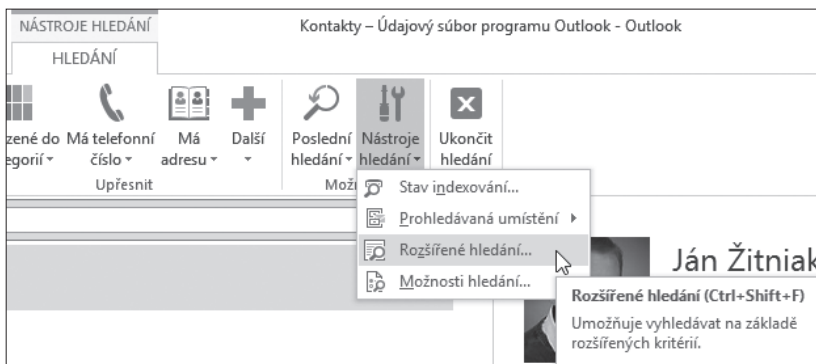 NÁSTROJE HLEDÁNÍ
Kontakty – Údajový súbor programu Outlook - Outlook
HLEDÁNÍ
zené do
egorií
Má telefonní
číslo
Má
adresu
Další
Poslední
hledání
Nástroje
hledání
Ukončit
hledání
Upřesnit
Mož
Stav indexování...
Prohledávaná umístění
Rozšířené hledání...
Možnosti hledání...
Ján Žitniak
Rozšířené hledání (Ctrl+Shift+F)
Umožňuje vyhledávat na základě
rozšířených kritérií.